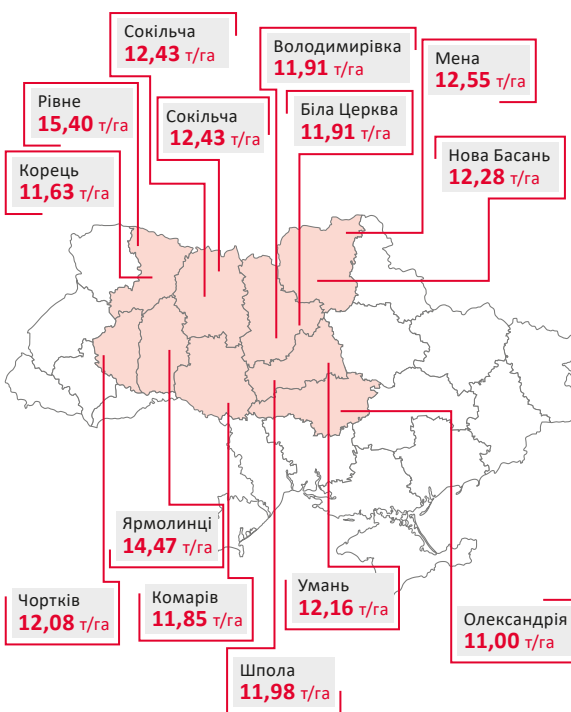 Сокільча
12,43 т/га
Володимирівка
11,91 т/га
Мена
12,55 т/га
Рівне
15,40 т/га
Сокільча
12,43 т/га
Біла Церква
11,91 т/га
Корець
11,63 т/га
Нова Басань
12,28 т/га
Ярмолинці
14,47 т/га
Чортків
12,08 т/га
Комарів
11,85 т/га
Умань
12,16 т/га
Олександрія
11,00 т/га
Шпола
11,98 т/га